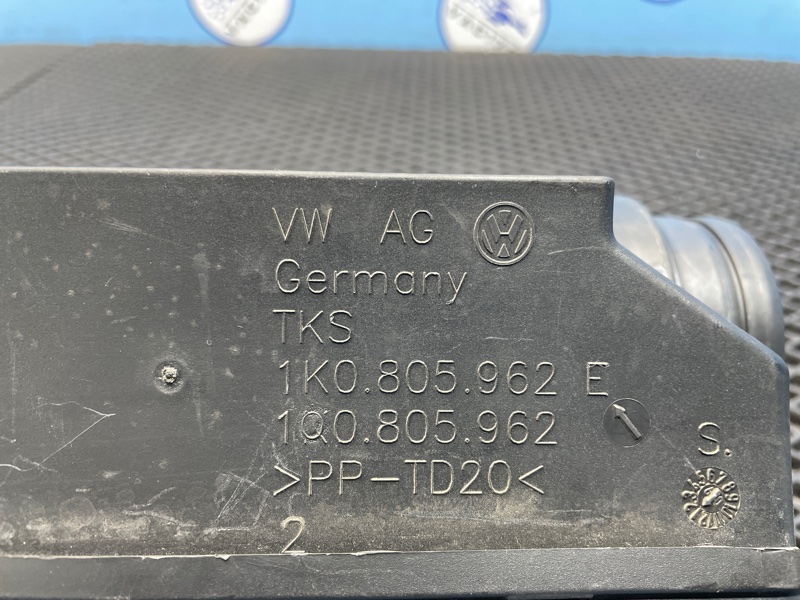 VW AG
Germany
TKS
1K0.805.962 E
1Q0.805.962
>PP-TD20<
S.
2